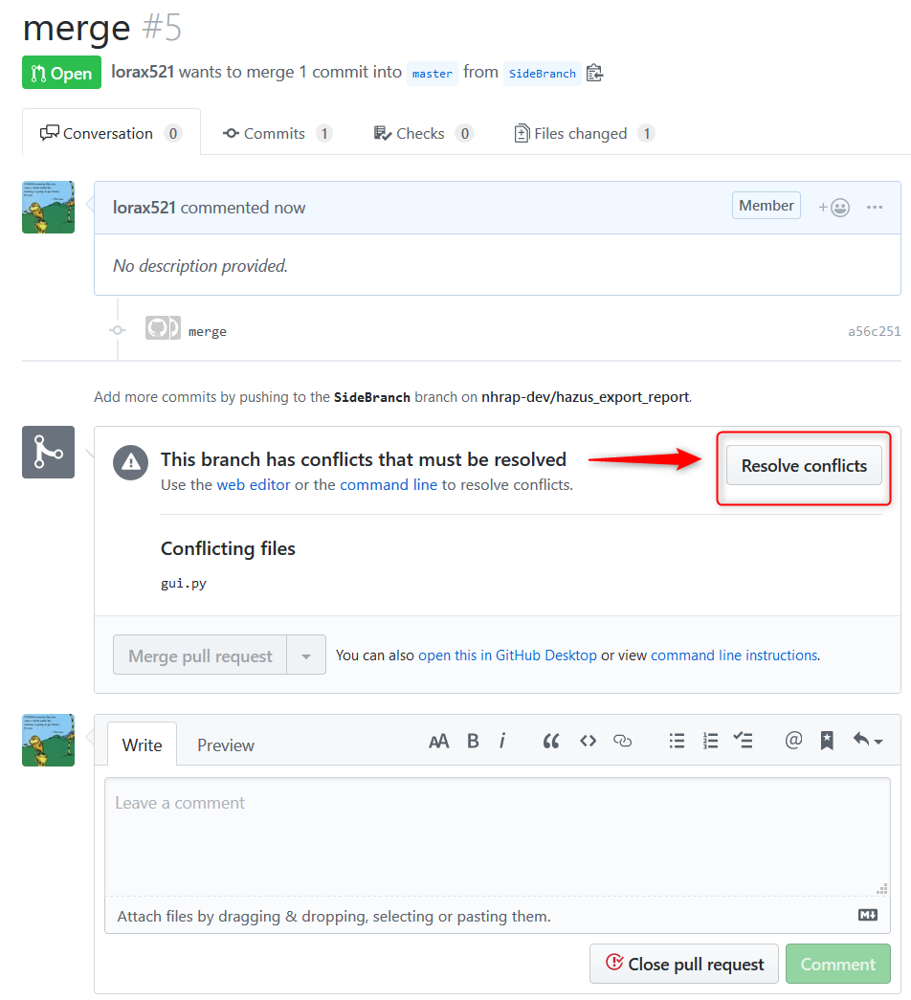 merge #5
Open lorax521 wants to merge 1 commit into master from SideBranch
Conversation 0 Commits 1 Checks 0 Files changed 1
lorax521 commented now Member
No description provided.
merge a56c251
Add more commits by pushing to the SideBranch branch on nhrap-dev/hazus_export_report.
This branch has conflicts that must be resolved
Resolve conflicts
Use the web editor or the command line to resolve conflicts.
Conflicting files
gui.py
Merge pull request You can also open this in GitHub Desktop or view command line instructions.
Write Preview AA B i
Leave a comment
Attach files by dragging & dropping, selecting or pasting them.
Close pull request Comment